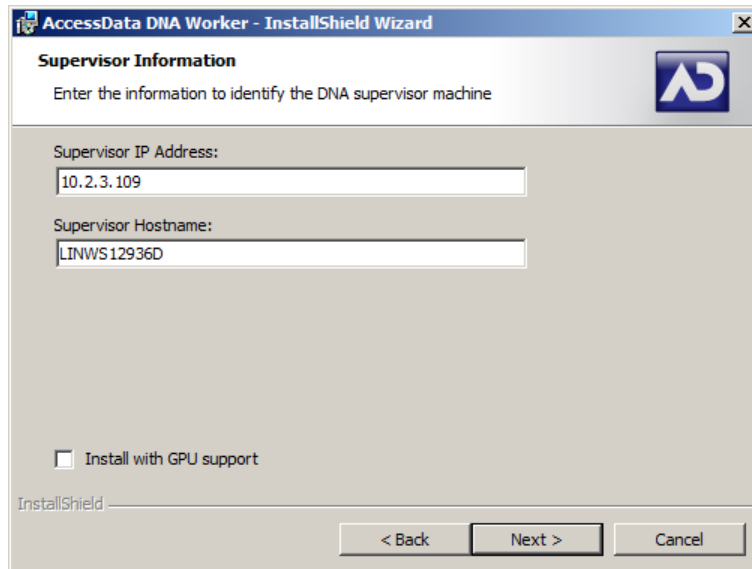 AccessData DNA Worker - InstallShield Wizard
Supervisor Information
Enter the information to identify the DNA supervisor machine
Supervisor IP Address:
10.2.3.109
Supervisor Hostname:
LINWS12936D
Install with GPU support
InstallShield
< Back Next > Cancel